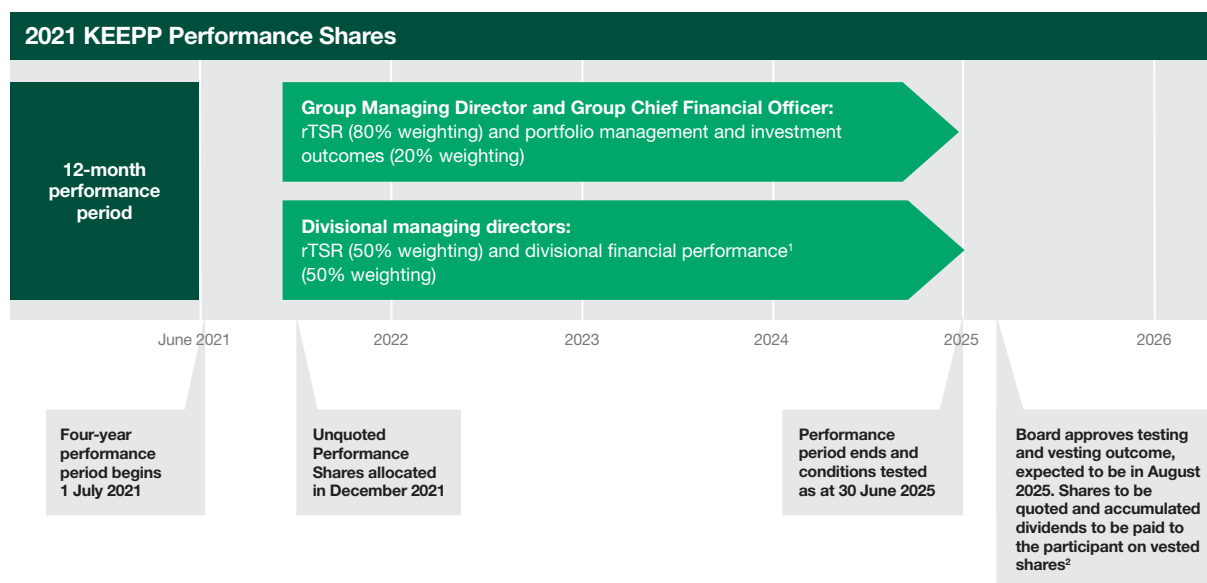 2021 KEEPP Performance Shares
12-month
performance
period
Group Managing Director and Group Chief Financial Officer:
rTSR (80% weighting) and portfolio management and investment
outcomes (20% weighting)
Divisional managing directors:
rTSR (50% weighting) and divisional financial performance¹
(50% weighting)
June 2021
2022
2023
2024
2025
2026
Four-year
performance
period begins
1 July 2021
Unquoted
Performance
Shares allocated
in December 2021
Performance
period ends and
conditions tested
as at 30 June 2025
Board approves testing
and vesting outcome,
expected to be in August
2025. Shares to be
quoted and accumulated
dividends to be paid to
the participant on vested
shares²